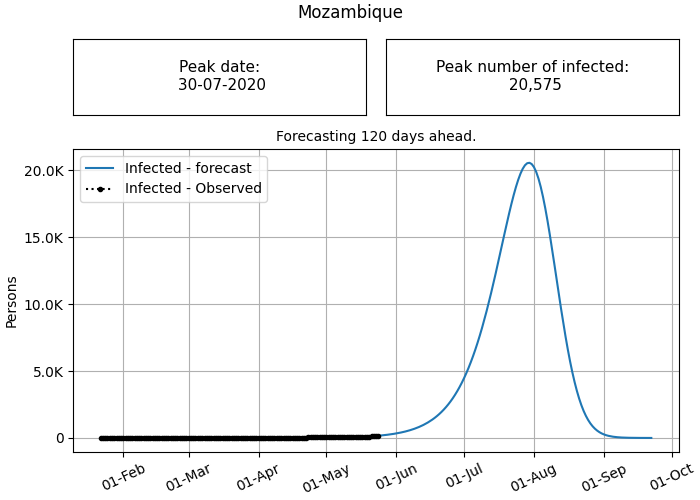 Mozambique
Peak date:
30-07-2020
Peak number of infected:
20,575
Forecasting 120 days ahead.
Infected - forecast
Infected - Observed
Persons
20.0K
15.0K
10.0K
5.0K
0
01-Feb
01-Mar
01-Apr
01-May
01-Jun
01-Jul
01-Aug
01-Sep
01-Oct